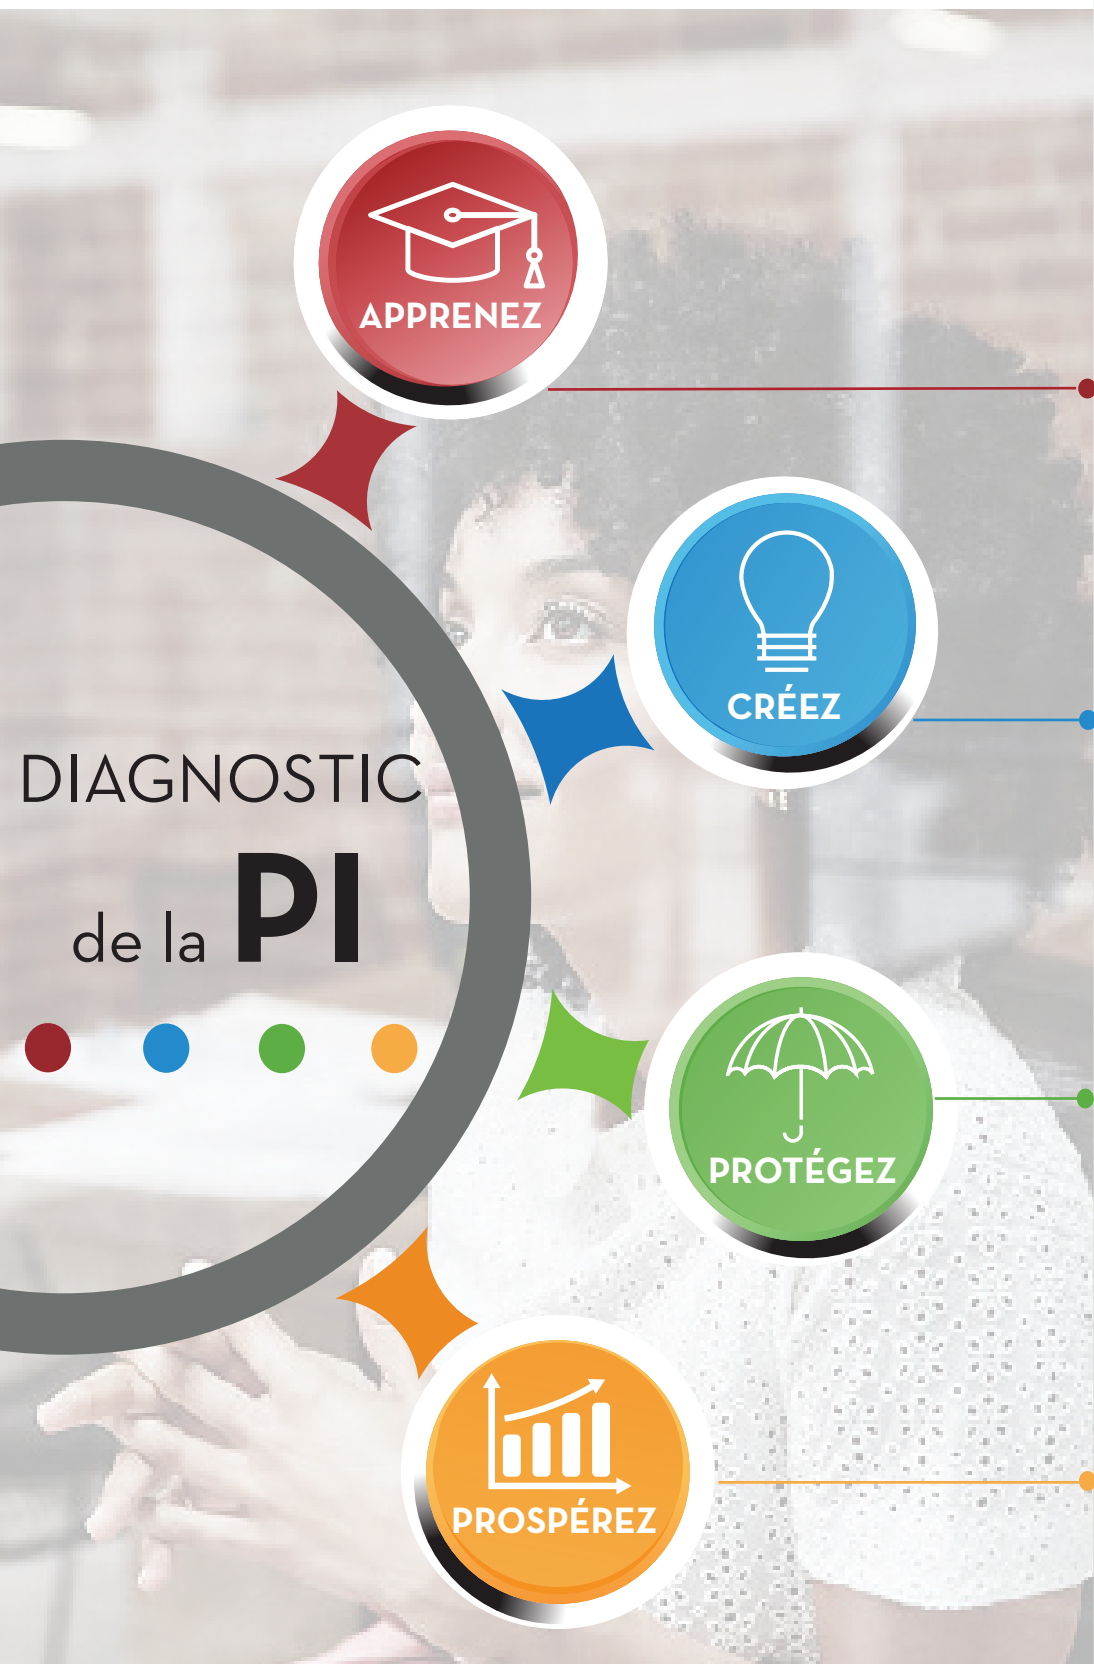 APPRENEZ
CRÉEZ
DIAGNOSTIC
de la PI
PROTÉGEZ
PROSPÉREZ